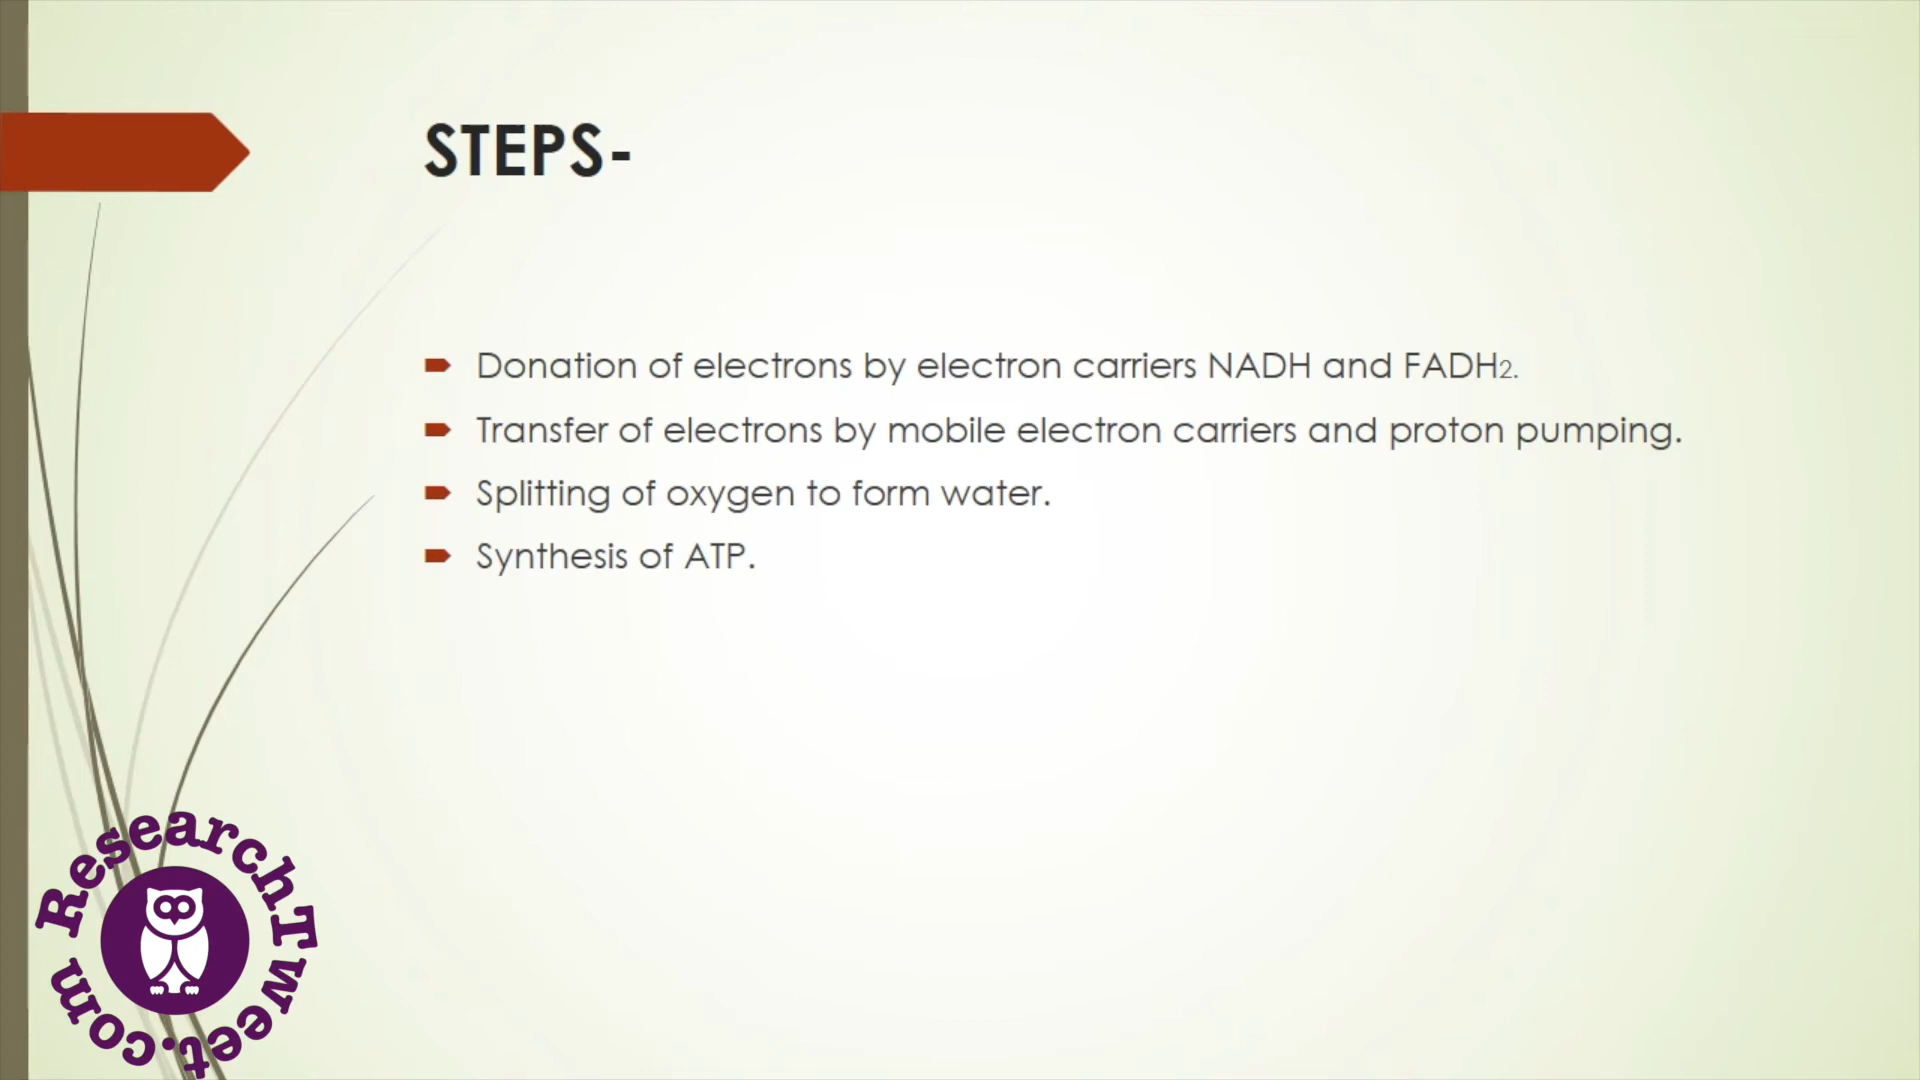 STEPS-
Donation of electrons by electron carriers NADH and FADH2.
Transfer of electrons by mobile electron carriers and proton pumping.
Splitting of oxygen to form water.
Synthesis of ATP.
ResearchTweet.com